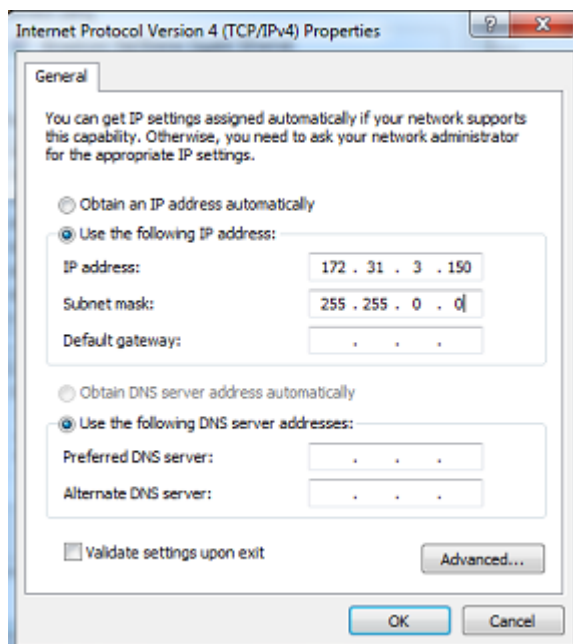 Internet Protocol Version 4 (TCP/IPv4) Properties
General
You can get IP settings assigned automatically if your network supports
this capability. Otherwise, you need to ask your network administrator
for the appropriate IP settings.
Obtain an IP address automatically
Use the following IP address:
IP address: 172 . 31 . 3 . 150
Subnet mask: 255 . 255 . 0 . 0
Default gateway: . . .
Obtain DNS server address automatically
Use the following DNS server addresses:
Preferred DNS server: . . .
Alternate DNS server: . . .
Validate settings upon exit
Advanced...
OK Cancel